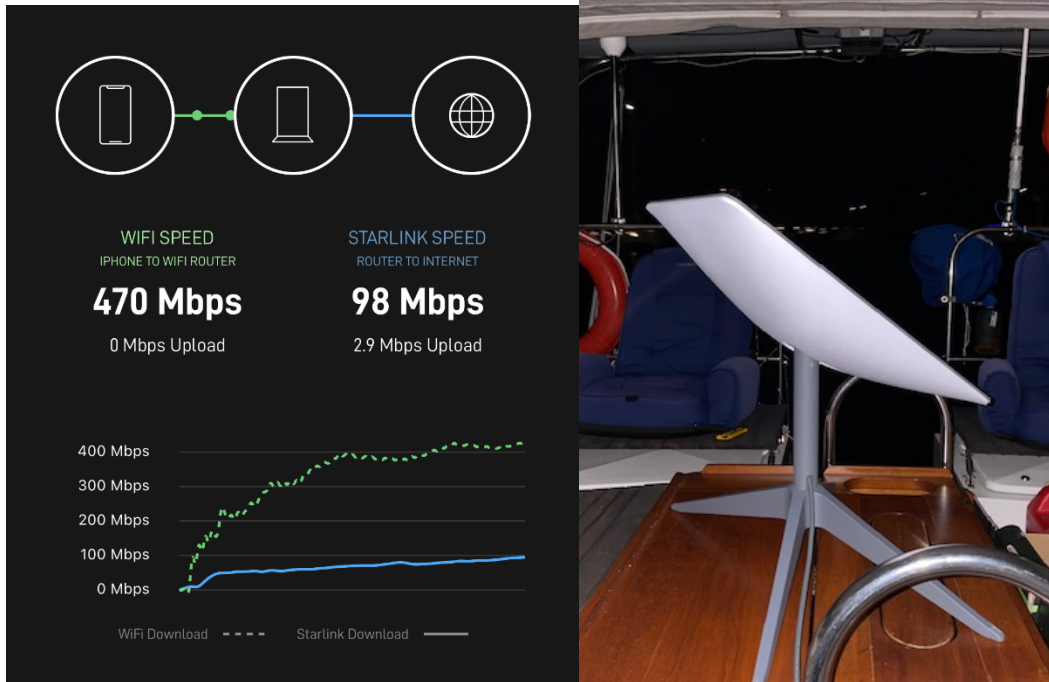 WIFI SPEED
IPHONE TO WIFI ROUTER
470 Mbps
0 Mbps Upload
STARLINK SPEED
ROUTER TO INTERNET
98 Mbps
2.9 Mbps Upload
400 Mbps
300 Mbps
200 Mbps
100 Mbps
0 Mbps
WiFi Download
Starlink Download